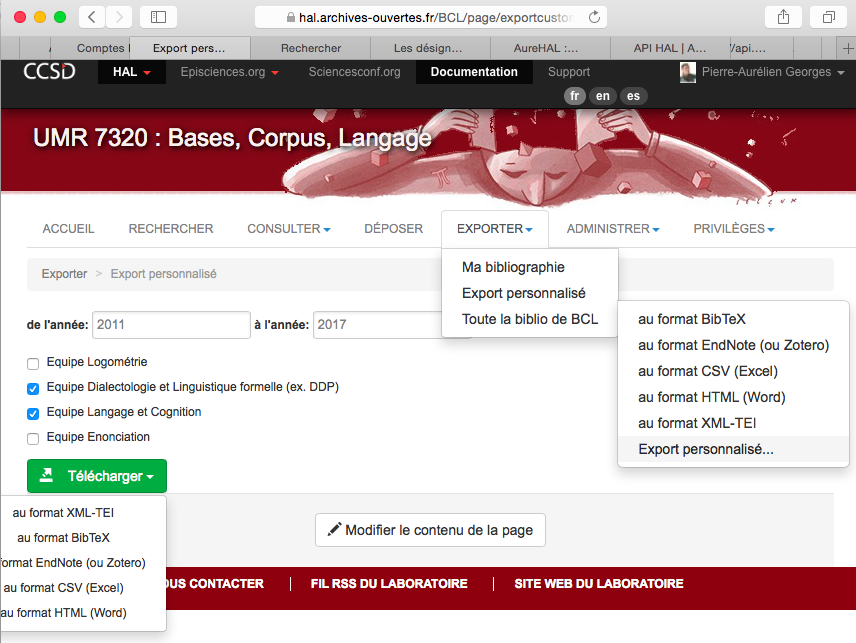 hal.archives-ouvertes.fr/BCL/page/exportcustom
Comptes Export pers… Rechercher Les désign… AureHAL :… API HAL | A… /api.…
CCSD HAL Episciences.org Sciencesconf.org Documentation Support Pierre-Aurélien Georges
fr en es
UMR 7320 : Bases, Corpus, Langage
ACCUEIL RECHERCHER CONSULTER DÉPOSER EXPORTER ADMINISTRER PRIVILÈGES
Exporter > Export personnalisé
Ma bibliographie
Export personnalisé
Toute la biblio de BCL
au format BibTeX
au format EndNote (ou Zotero)
au format CSV (Excel)
au format HTML (Word)
au format XML-TEI
Export personnalisé...
de l'année: 2011 à l'année: 2017
Equipe Logométrie
Equipe Dialectologie et Linguistique formelle (ex. DDP)
Equipe Langage et Cognition
Equipe Enonciation
Télécharger
au format XML-TEI
au format BibTeX
format EndNote (ou Zotero)
au format CSV (Excel)
au format HTML (Word)
Modifier le contenu de la page
OUS CONTACTER | FIL RSS DU LABORATOIRE | SITE WEB DU LABORATOIRE